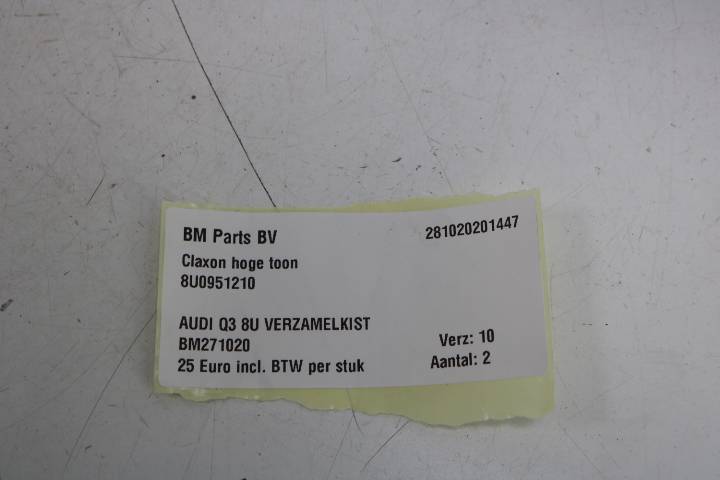 BM Parts BV 281020201447
Claxon hoge toon
8U0951210
AUDI Q3 8U VERZAMELKIST
BM271020 Verz: 10
25 Euro incl. BTW per stuk Aantal: 2